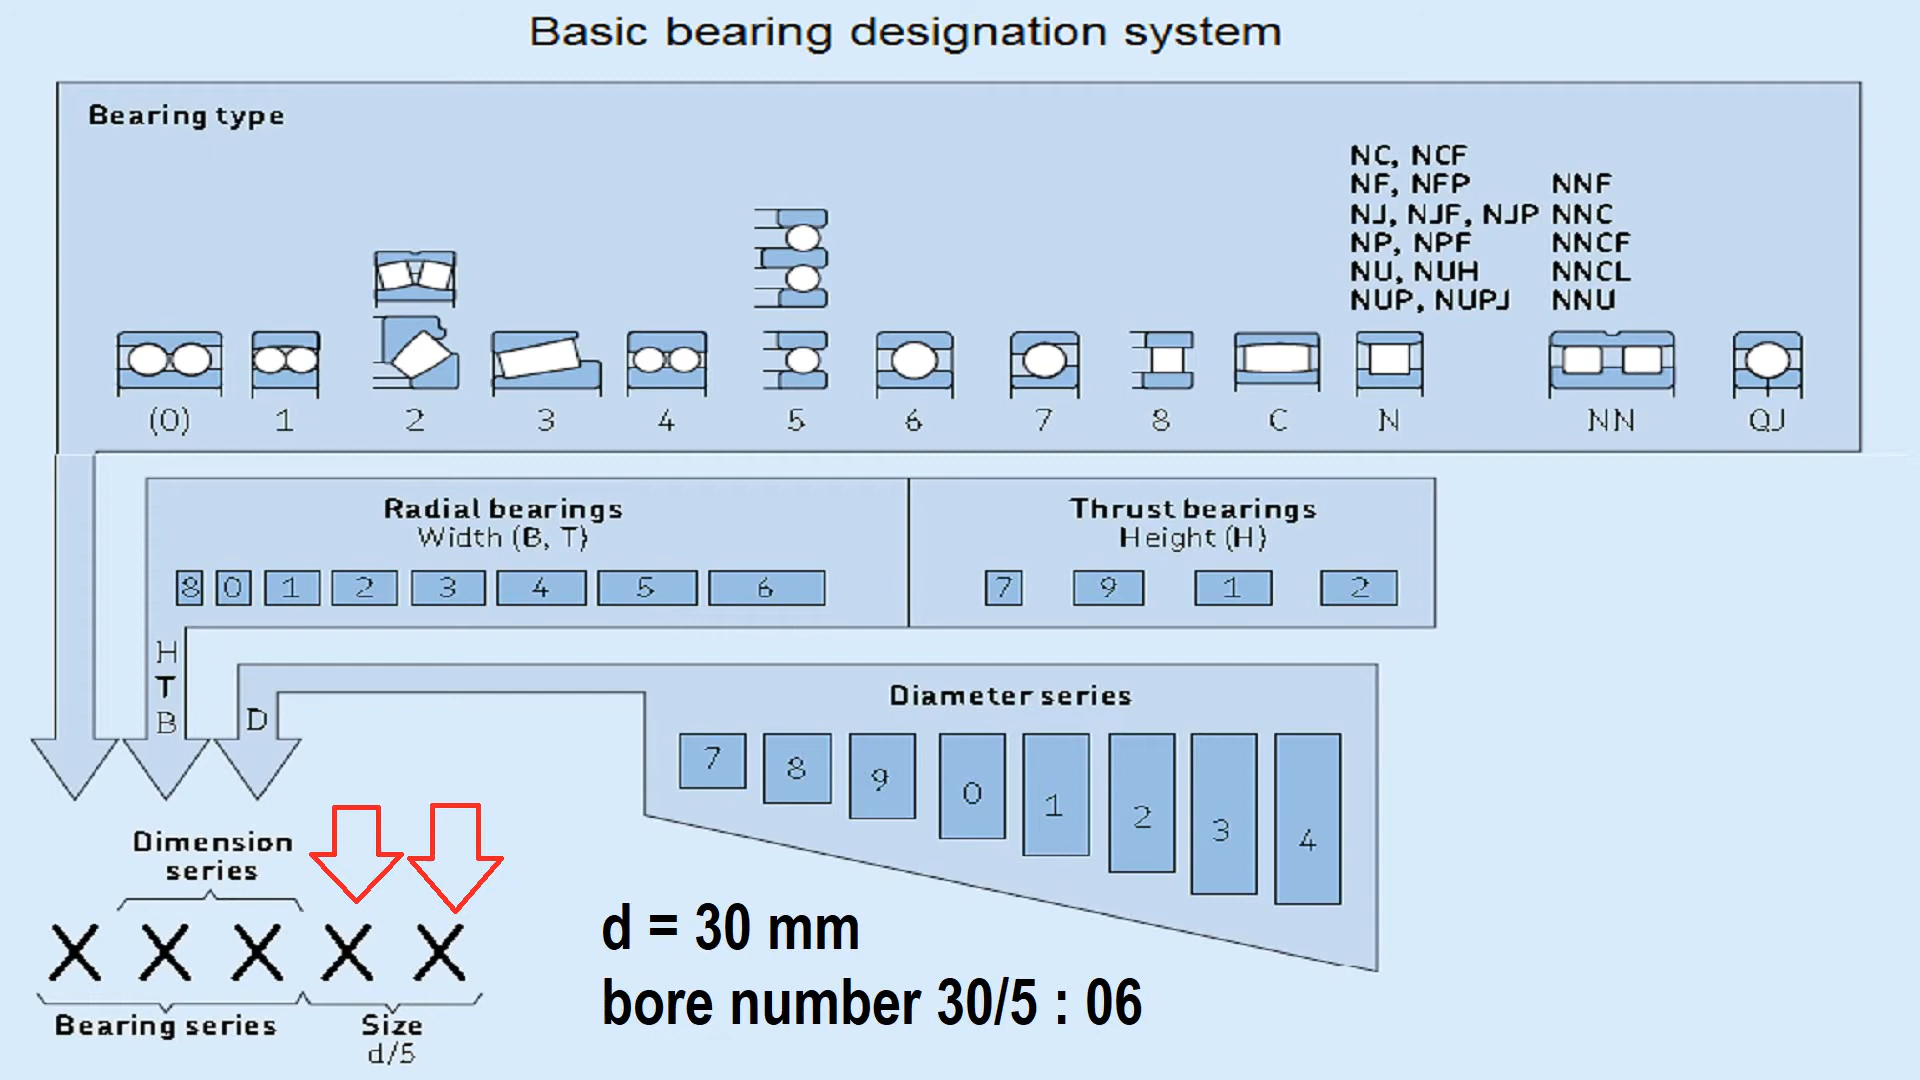 Basic bearing designation system
Bearing type
NC, NCF
NF, NFP
NJ, NJF, NJP
NP, NPF
NU, NUH
NUP, NUPJ
NNF
NNC
NNCF
NNCL
NNU
(0) 1 2 3 4 5 6 7 8 C N NN QJ
Radial bearings
Width (B, T)
8 0 1 2 3 4 5 6
Thrust bearings
Height (H)
7 9 1 2
H
T
B
D
Diameter series
7 8 9 0 1 2 3 4
Dimension
series
X X X X X
Bearing series
Size
d/5
d = 30 mm
bore number 30/5 : 06